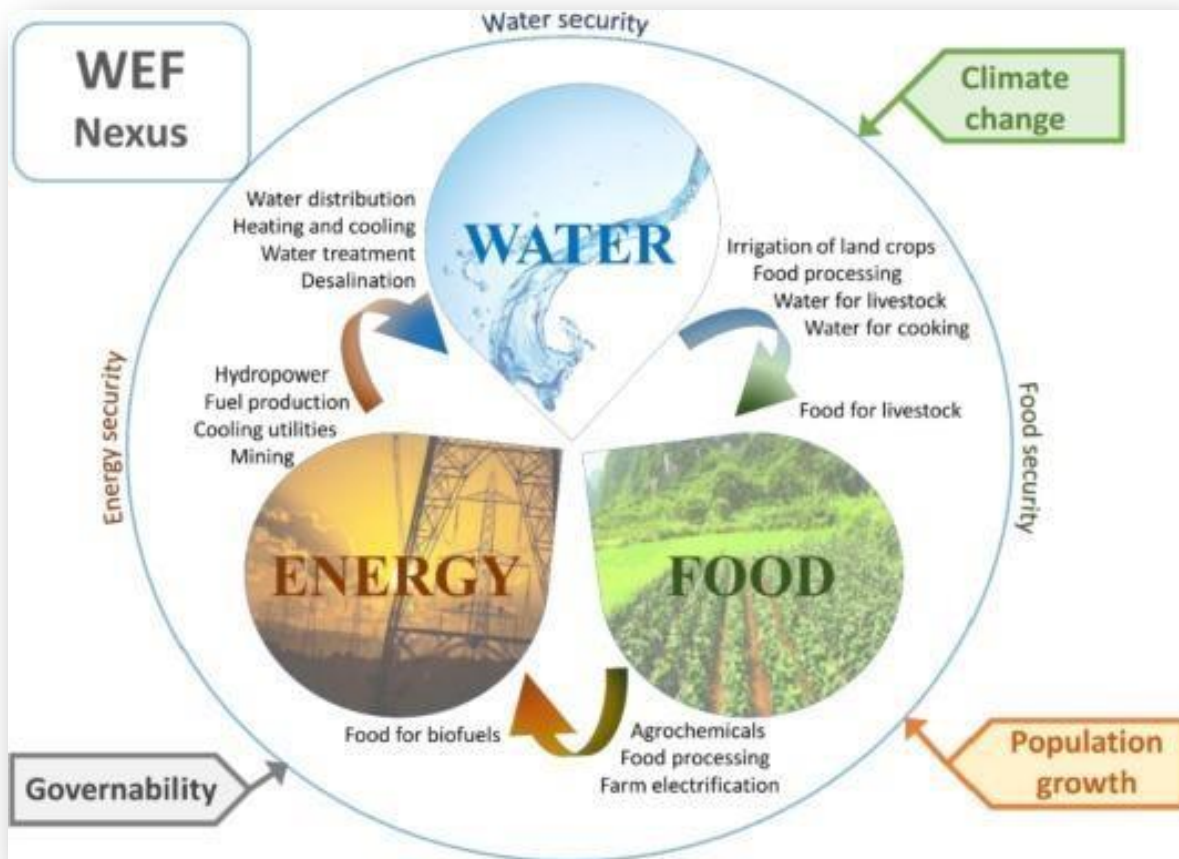 Water security
WEF
Nexus
Climate
change
Water distribution
Heating and cooling
Water treatment
Desalination
WATER
Irrigation of land crops
Food processing
Water for livestock
Water for cooking
Energy security
Hydropower
Fuel production
Cooling utilities
Mining
Food for livestock
Food security
ENERGY
FOOD
Food for biofuels
Agrochemicals
Food processing
Farm electrification
Governability
Population
growth